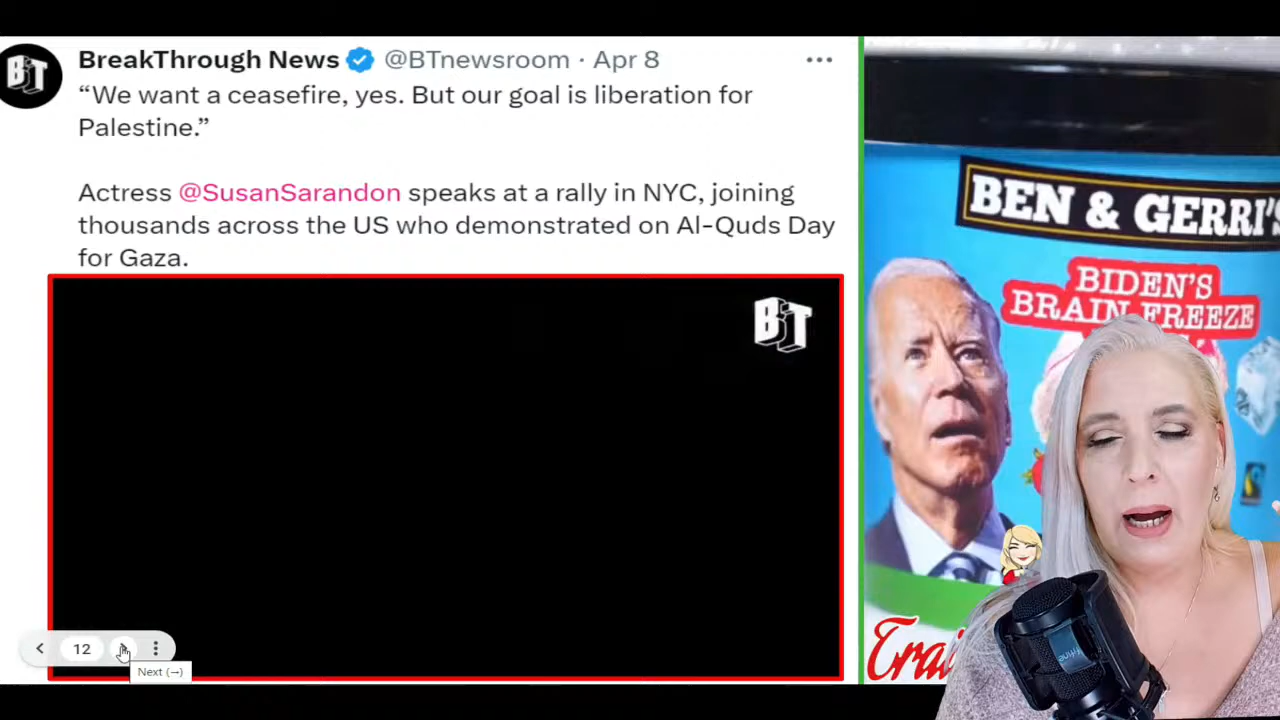 BreakThrough News @BTnewsroom · Apr 8
“We want a ceasefire, yes. But our goal is liberation for
Palestine.”
Actress @SusanSarandon speaks at a rally in NYC, joining
thousands across the US who demonstrated on Al-Quds Day
for Gaza.
BT
BT
12
Next (→)
BEN & GERRI'S
BIDEN'S
BRAIN FREEZE